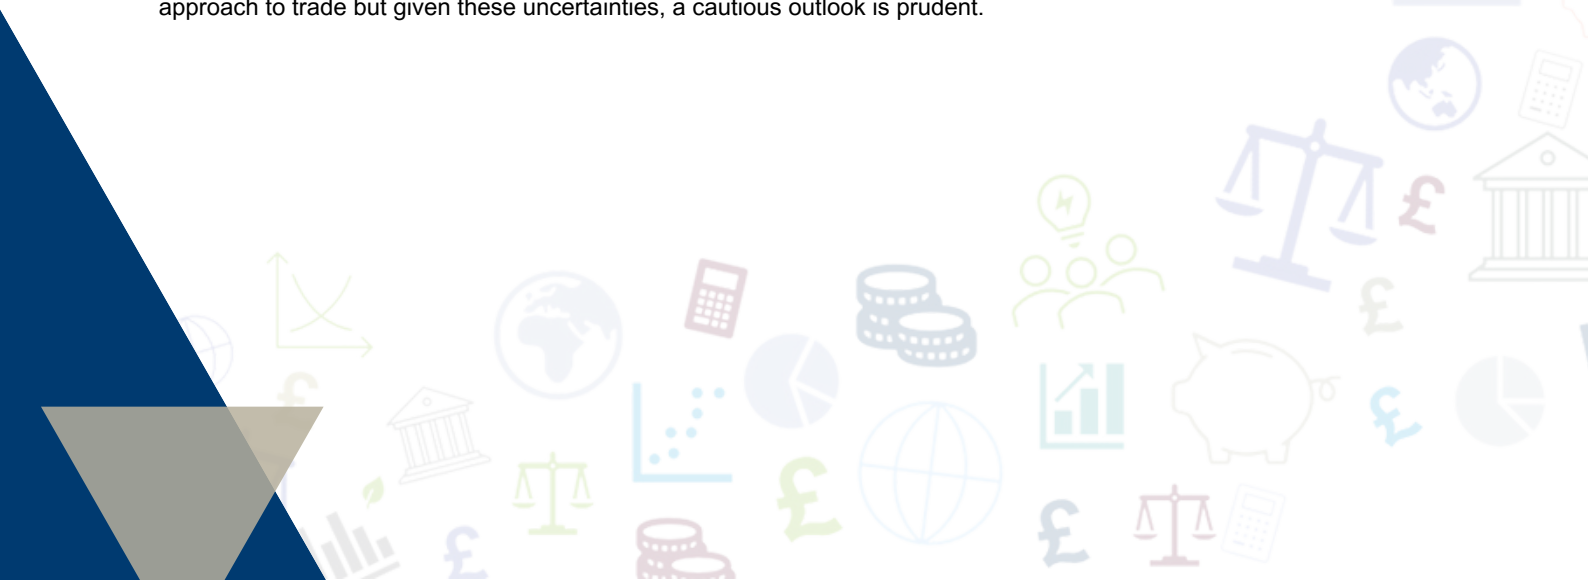 approach to trade but given these uncertainties, a cautious outlook is prudent.